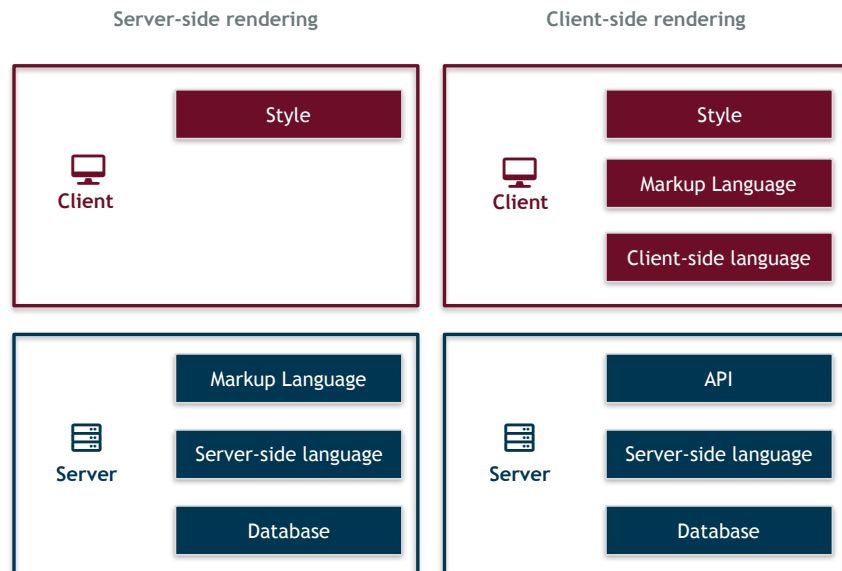 Server-side rendering
Client-side rendering
Style
Client
Style
Markup Language
Client
Client-side language
Markup Language
Server-side language
Server
Database
API
Server-side language
Server
Database